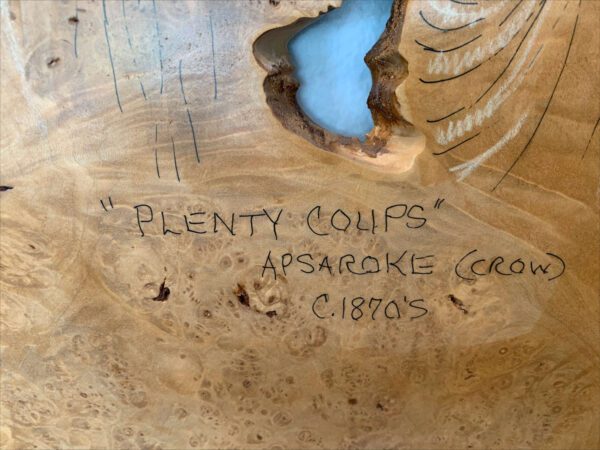 "PLENTY COUPS"
APSAROKE (CROW)
C.1870'S